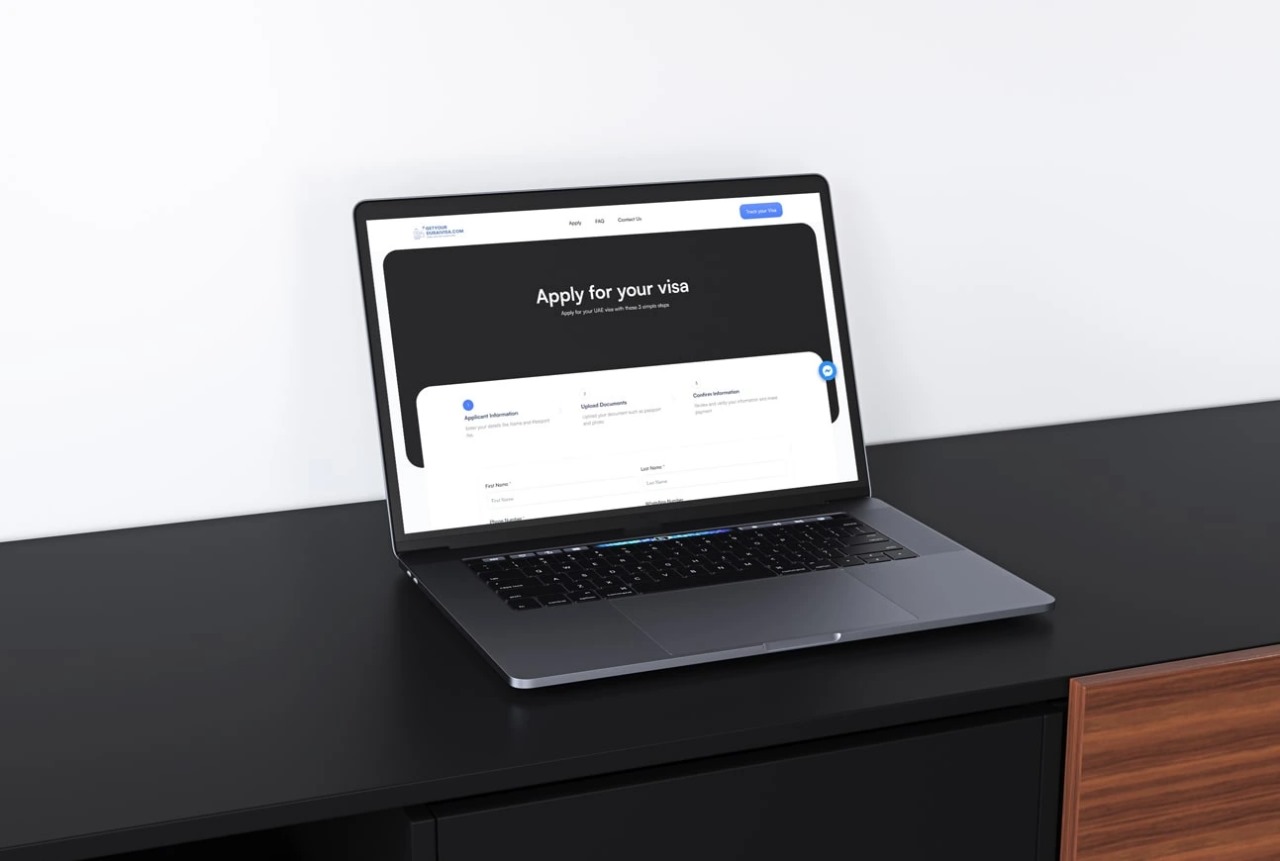 GETYOUR
DUBAIVISA.COM
Apply
FAQ
Contact Us
Track your Visa
Apply for your visa
Apply for your UAE visa with these 3 simple steps
Applicant Information
Enter your details like Name and Passport
No.
2
Upload Documents
Upload your document such as passport
and photo.
Confirm Information
Review and verify your information and make
payment
First Name *
First Name
Last Name *
Last Name
Phone Number *
WhatsApp Number